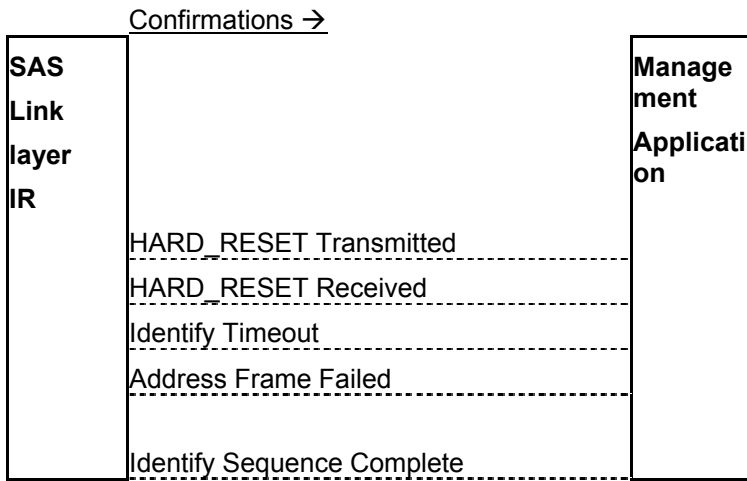 Confirmations →
SAS
Link
layer
IR
Manage
ment
Applicati
on
HARD_RESET Transmitted
HARD_RESET Received
Identify Timeout
Address Frame Failed
Identify Sequence Complete